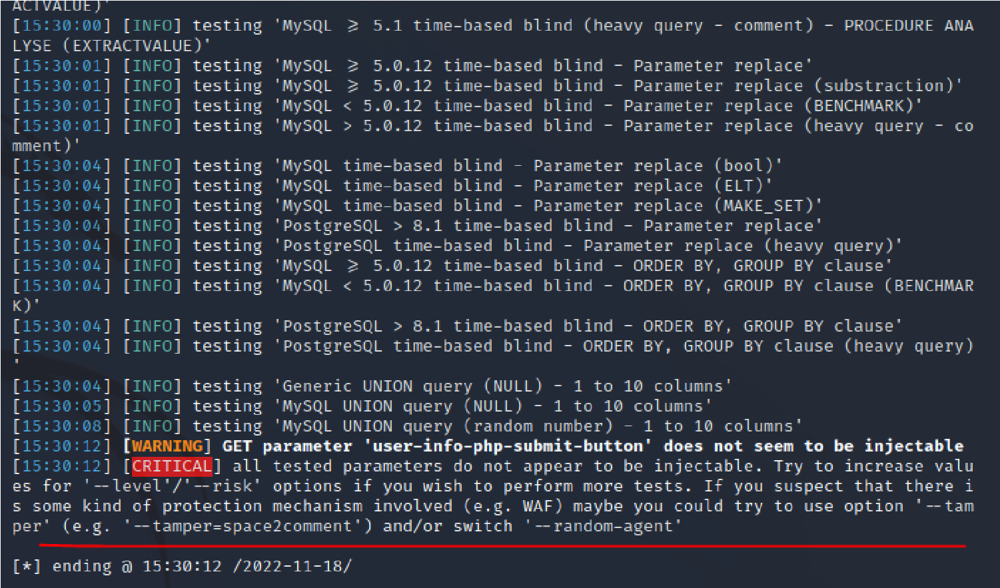 ACTVALUE)'
[15:30:00] [INFO] testing 'MySQL ≥ 5.1 time-based blind (heavy query - comment) - PROCEDURE ANA
LYSE (EXTRACTVALUE)'
[15:30:01] [INFO] testing 'MySQL ≥ 5.0.12 time-based blind - Parameter replace'
[15:30:01] [INFO] testing 'MySQL ≥ 5.0.12 time-based blind - Parameter replace (substraction)'
[15:30:01] [INFO] testing 'MySQL < 5.0.12 time-based blind - Parameter replace (BENCHMARK)'
[15:30:01] [INFO] testing 'MySQL > 5.0.12 time-based blind - Parameter replace (heavy query - co
mment)'
[15:30:04] [INFO] testing 'MySQL time-based blind - Parameter replace (bool)'
[15:30:04] [INFO] testing 'MySQL time-based blind - Parameter replace (ELT)'
[15:30:04] [INFO] testing 'MySQL time-based blind - Parameter replace (MAKE_SET)'
[15:30:04] [INFO] testing 'PostgreSQL > 8.1 time-based blind - Parameter replace'
[15:30:04] [INFO] testing 'PostgreSQL time-based blind - Parameter replace (heavy query)'
[15:30:04] [INFO] testing 'MySQL ≥ 5.0.12 time-based blind - ORDER BY, GROUP BY clause'
[15:30:04] [INFO] testing 'MySQL < 5.0.12 time-based blind - ORDER BY, GROUP BY clause (BENCHMAR
K)'
[15:30:04] [INFO] testing 'PostgreSQL > 8.1 time-based blind - ORDER BY, GROUP BY clause'
[15:30:04] [INFO] testing 'PostgreSQL time-based blind - ORDER BY, GROUP BY clause (heavy query)
'
[15:30:04] [INFO] testing 'Generic UNION query (NULL) - 1 to 10 columns'
[15:30:05] [INFO] testing 'MySQL UNION query (NULL) - 1 to 10 columns'
[15:30:08] [INFO] testing 'MySQL UNION query (random number) - 1 to 10 columns'
[15:30:12] [WARNING] GET parameter 'user-info-php-submit-button' does not seem to be injectable
[15:30:12] [CRITICAL] all tested parameters do not appear to be injectable. Try to increase valu
es for '--level'/'--risk' options if you wish to perform more tests. If you suspect that there i
s some kind of protection mechanism involved (e.g. WAF) maybe you could try to use option '--tam
per' (e.g. '--tamper=space2comment') and/or switch '--random-agent'
[*] ending @ 15:30:12 /2022-11-18/